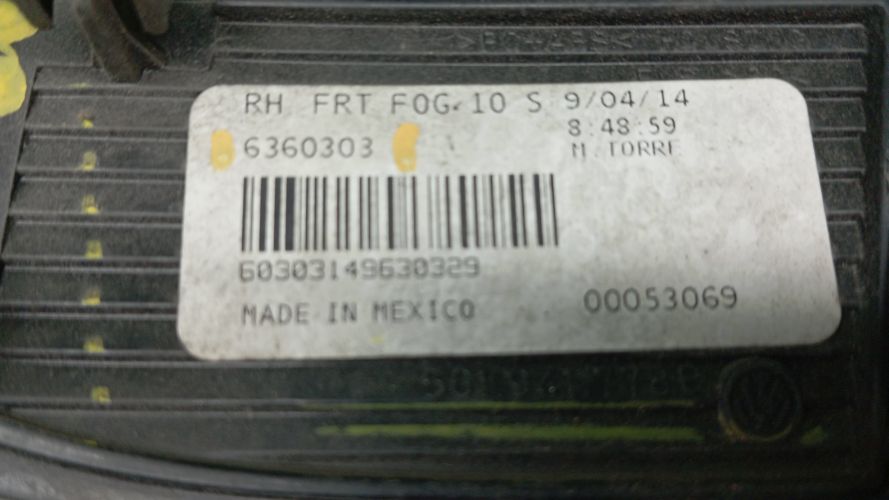 RH FRT FOG 10 S 9/04/14
8:48:59
6360303 M.TORRE
60303149630329
MADE IN MEXICO 00053069